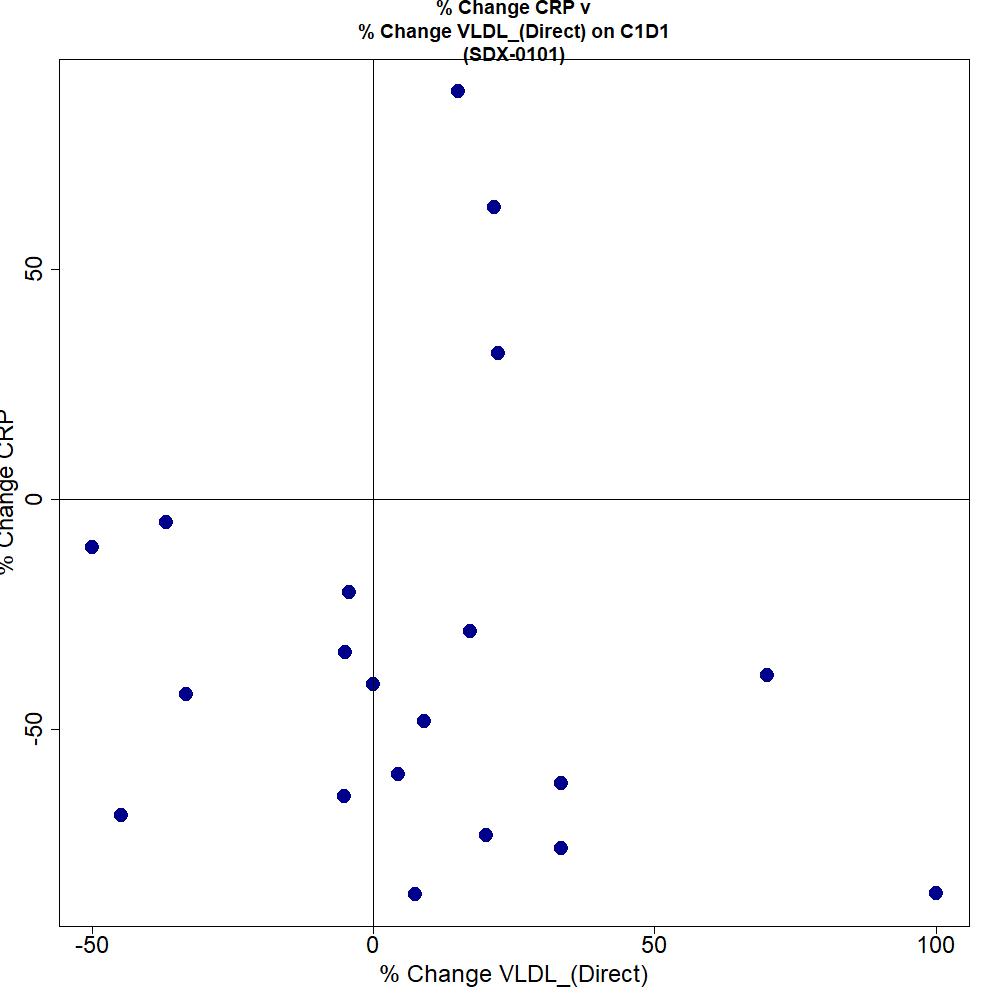 % Change CRP v
% Change VLDL_(Direct) on C1D1
(SDX-0101)
% Change CRP
50
0
-50
-50
0
50
100
% Change VLDL_(Direct)